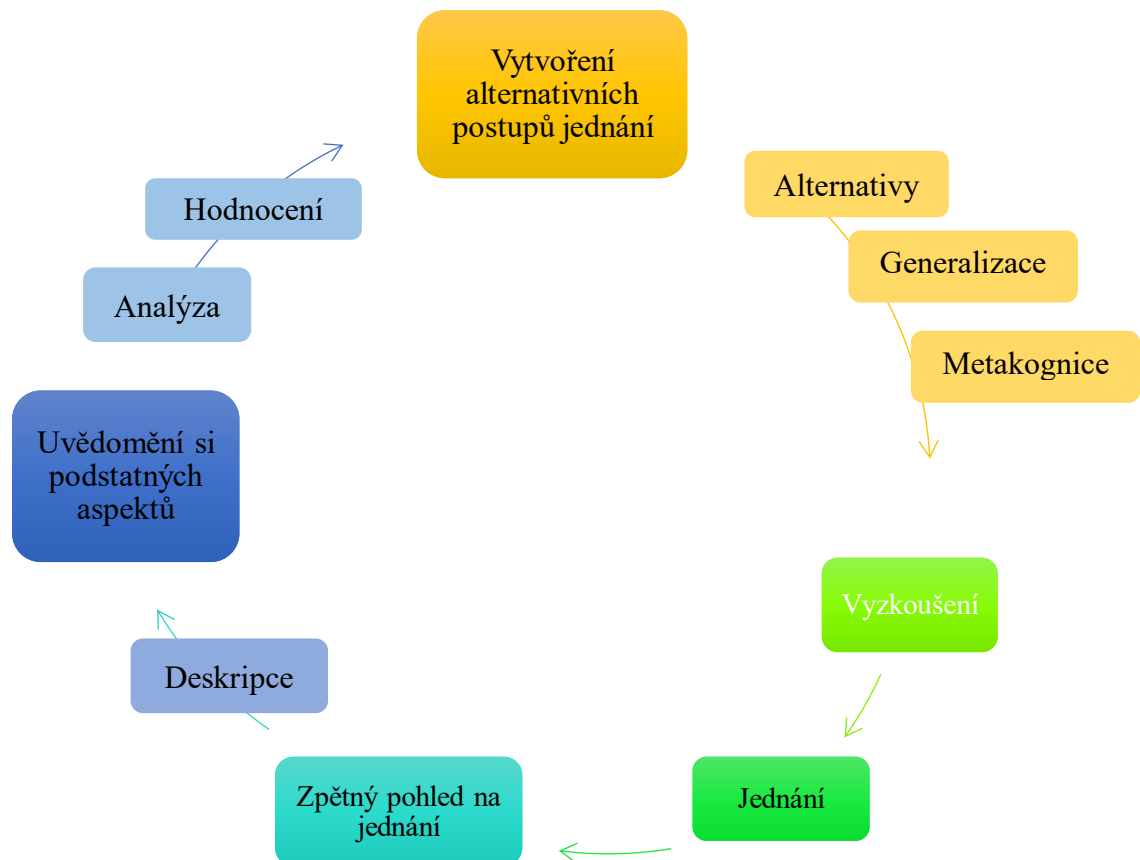 Vytvoření
alternativních
postupů jednání
Alternativy
Generalizace
Metakognice
Vyzkoušení
Jednání
Zpětný pohled na
jednání
Deskripce
Uvědomění si
podstatných
aspektů
Analýza
Hodnocení